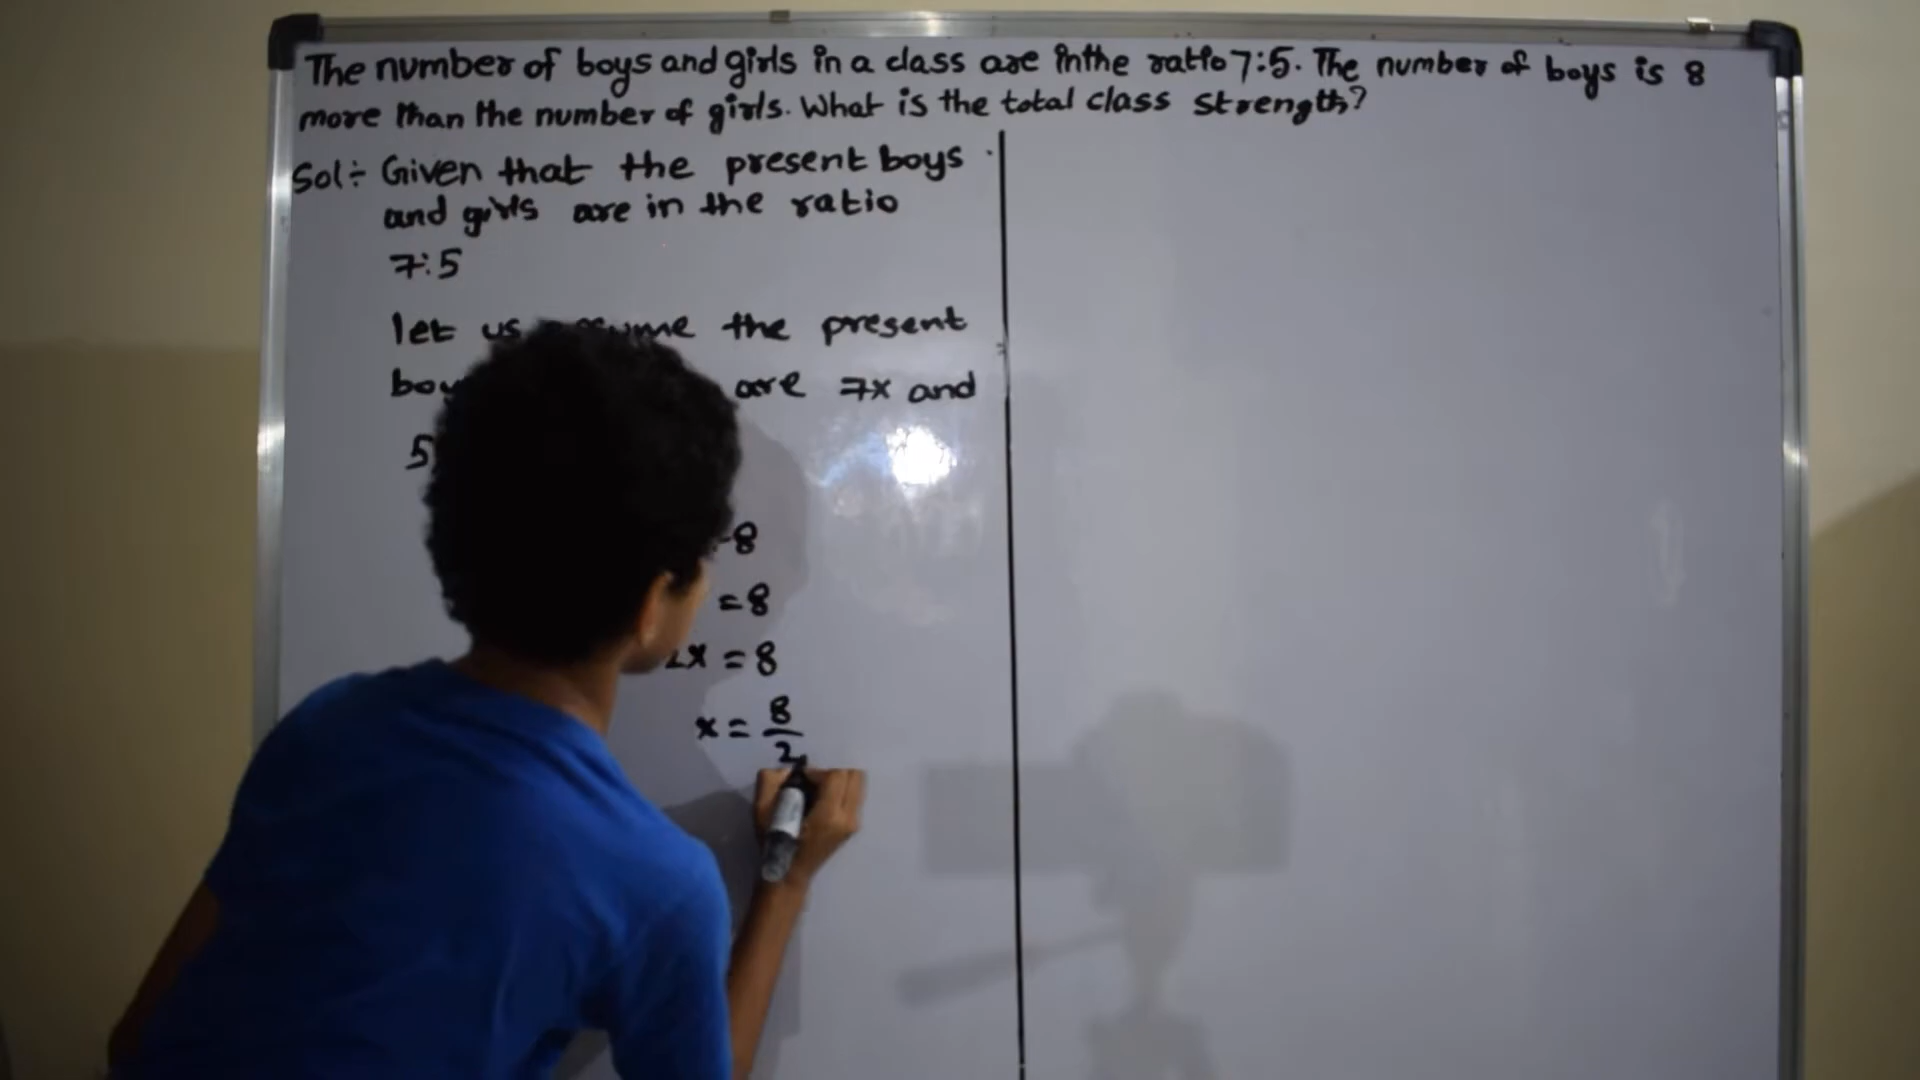 The number of boys and girls in a class are in the ratio 7:5. The number of boys is 8
more than the number of girls. What is the total class strength?
Sol÷ Given that the present boys
and girls are in the ratio
7:5
let us the present
are 7x and
5
8
=8
2x = 8
x = 8/2